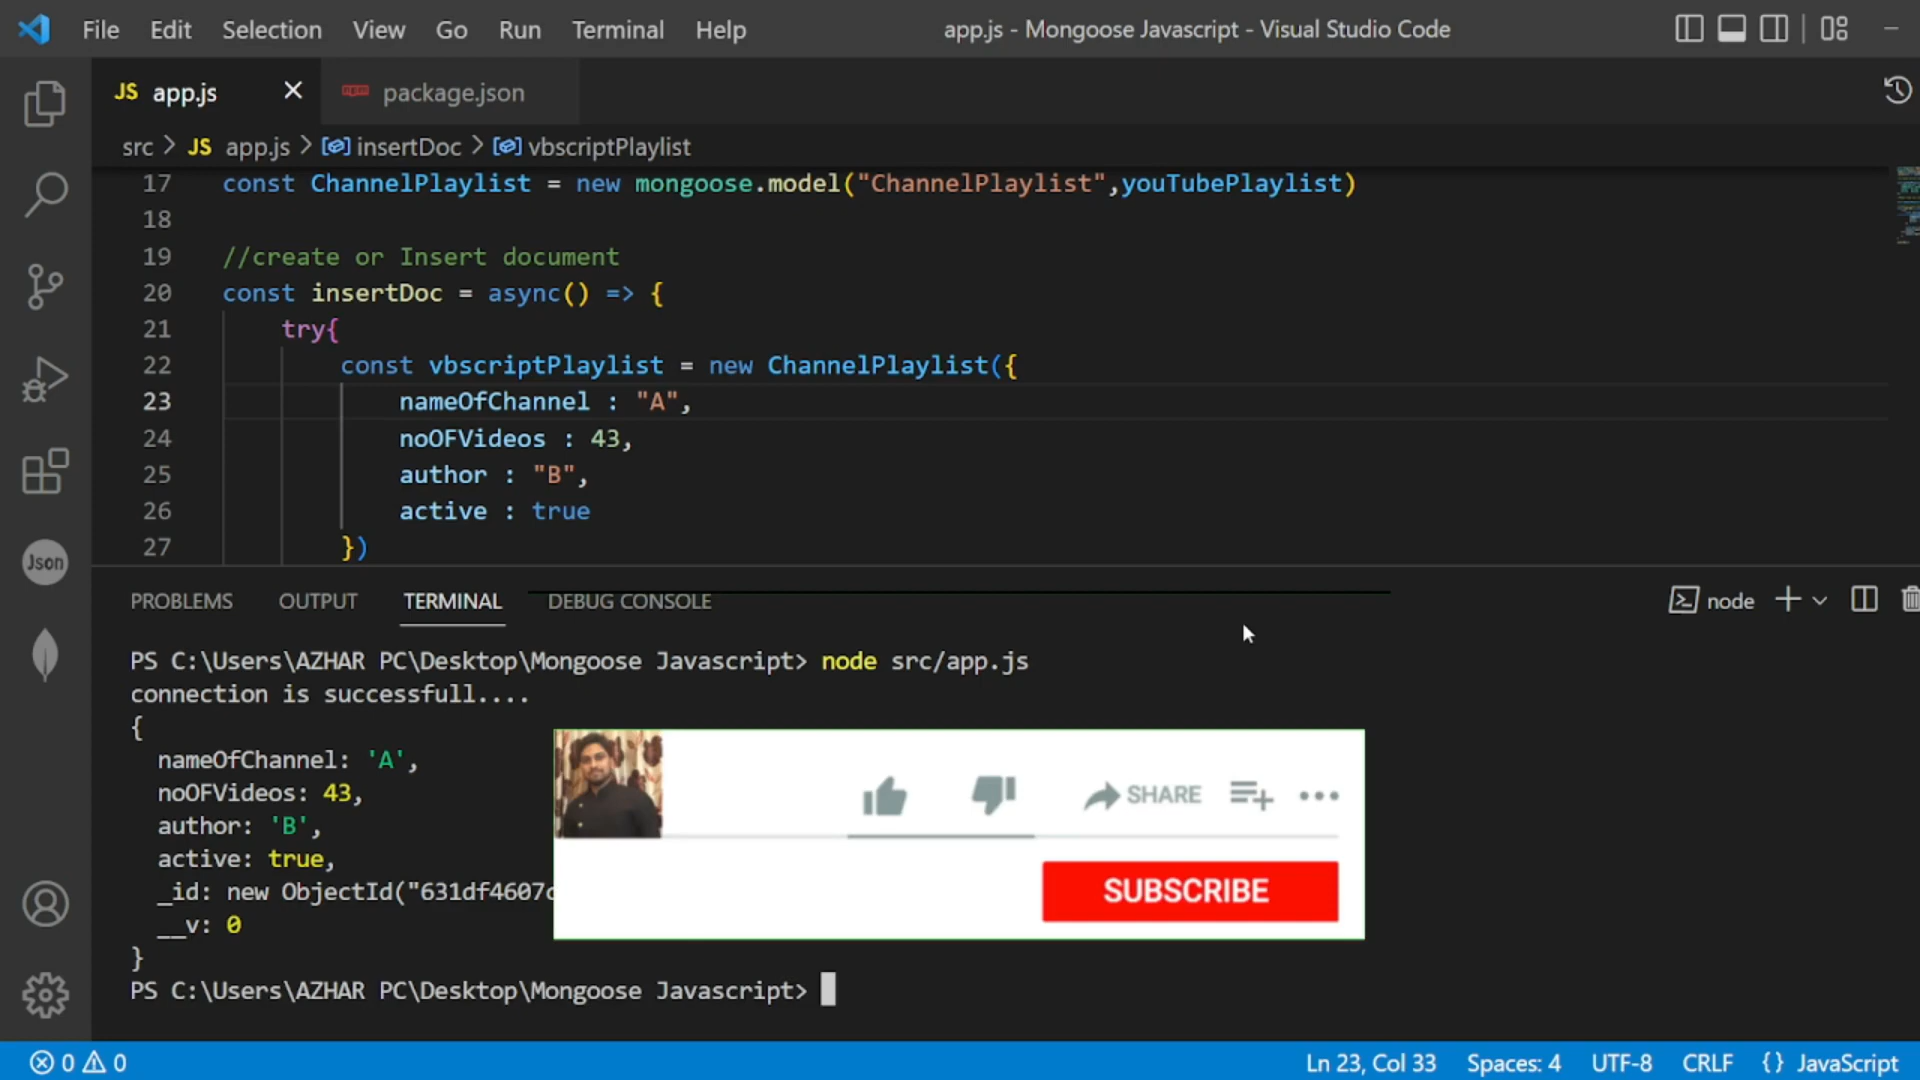 File Edit Selection View Go Run Terminal Help app.js - Mongoose Javascript - Visual Studio Code
JS app.js package.json
src > JS app.js > insertDoc > vbscriptPlaylist
17 const ChannelPlaylist = new mongoose.model("ChannelPlaylist",youTubePlaylist)
18
19 //create or Insert document
20 const insertDoc = async() => {
21 try{
22 const vbscriptPlaylist = new ChannelPlaylist({
23 nameOfChannel : "A",
24 noOFVideos : 43,
25 author : "B",
26 active : true
27 })
Json
PROBLEMS OUTPUT TERMINAL DEBUG CONSOLE node
PS C:\Users\AZHAR PC\Desktop\Mongoose Javascript> node src/app.js
connection is successfull....
{
nameOfChannel: 'A',
noOFVideos: 43,
author: 'B',
active: true,
_id: new ObjectId("631df4607c
__v: 0
}
PS C:\Users\AZHAR PC\Desktop\Mongoose Javascript>
SHARE
SUBSCRIBE
0 0 Ln 23, Col 33 Spaces: 4 UTF-8 CRLF {} JavaScript